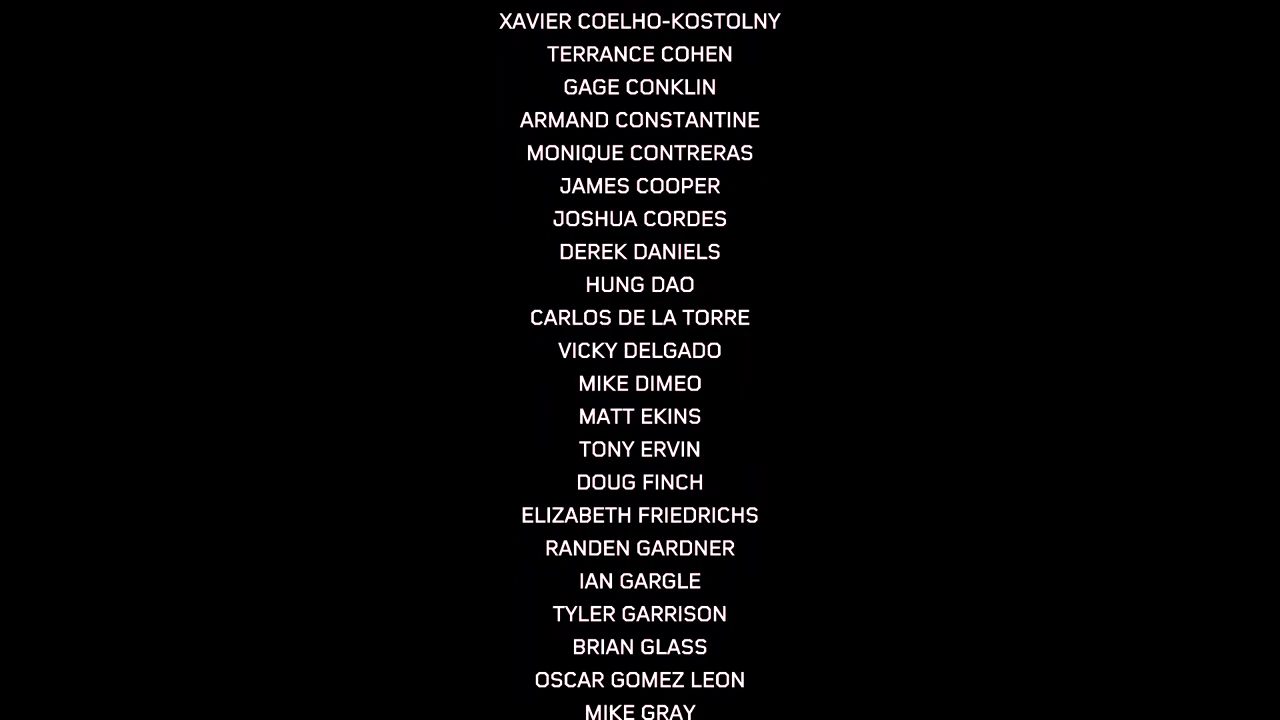 XAVIER COELHO-KOSTOLNY
TERRANCE COHEN
GAGE CONKLIN
ARMAND CONSTANTINE
MONIQUE CONTRERAS
JAMES COOPER
JOSHUA CORDES
DEREK DANIELS
HUNG DAO
CARLOS DE LA TORRE
VICKY DELGADO
MIKE DIMEO
MATT EKINS
TONY ERVIN
DOUG FINCH
ELIZABETH FRIEDRICHS
RANDEN GARDNER
IAN GARGLE
TYLER GARRISON
BRIAN GLASS
OSCAR GOMEZ LEON
MIKE GRAY